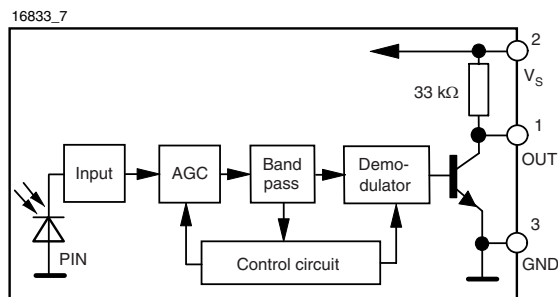 16833_7
2
V_S
33 kΩ
1
OUT
Input
AGC
Band
pass
Demo-
dulator
3
GND
PIN
Control circuit